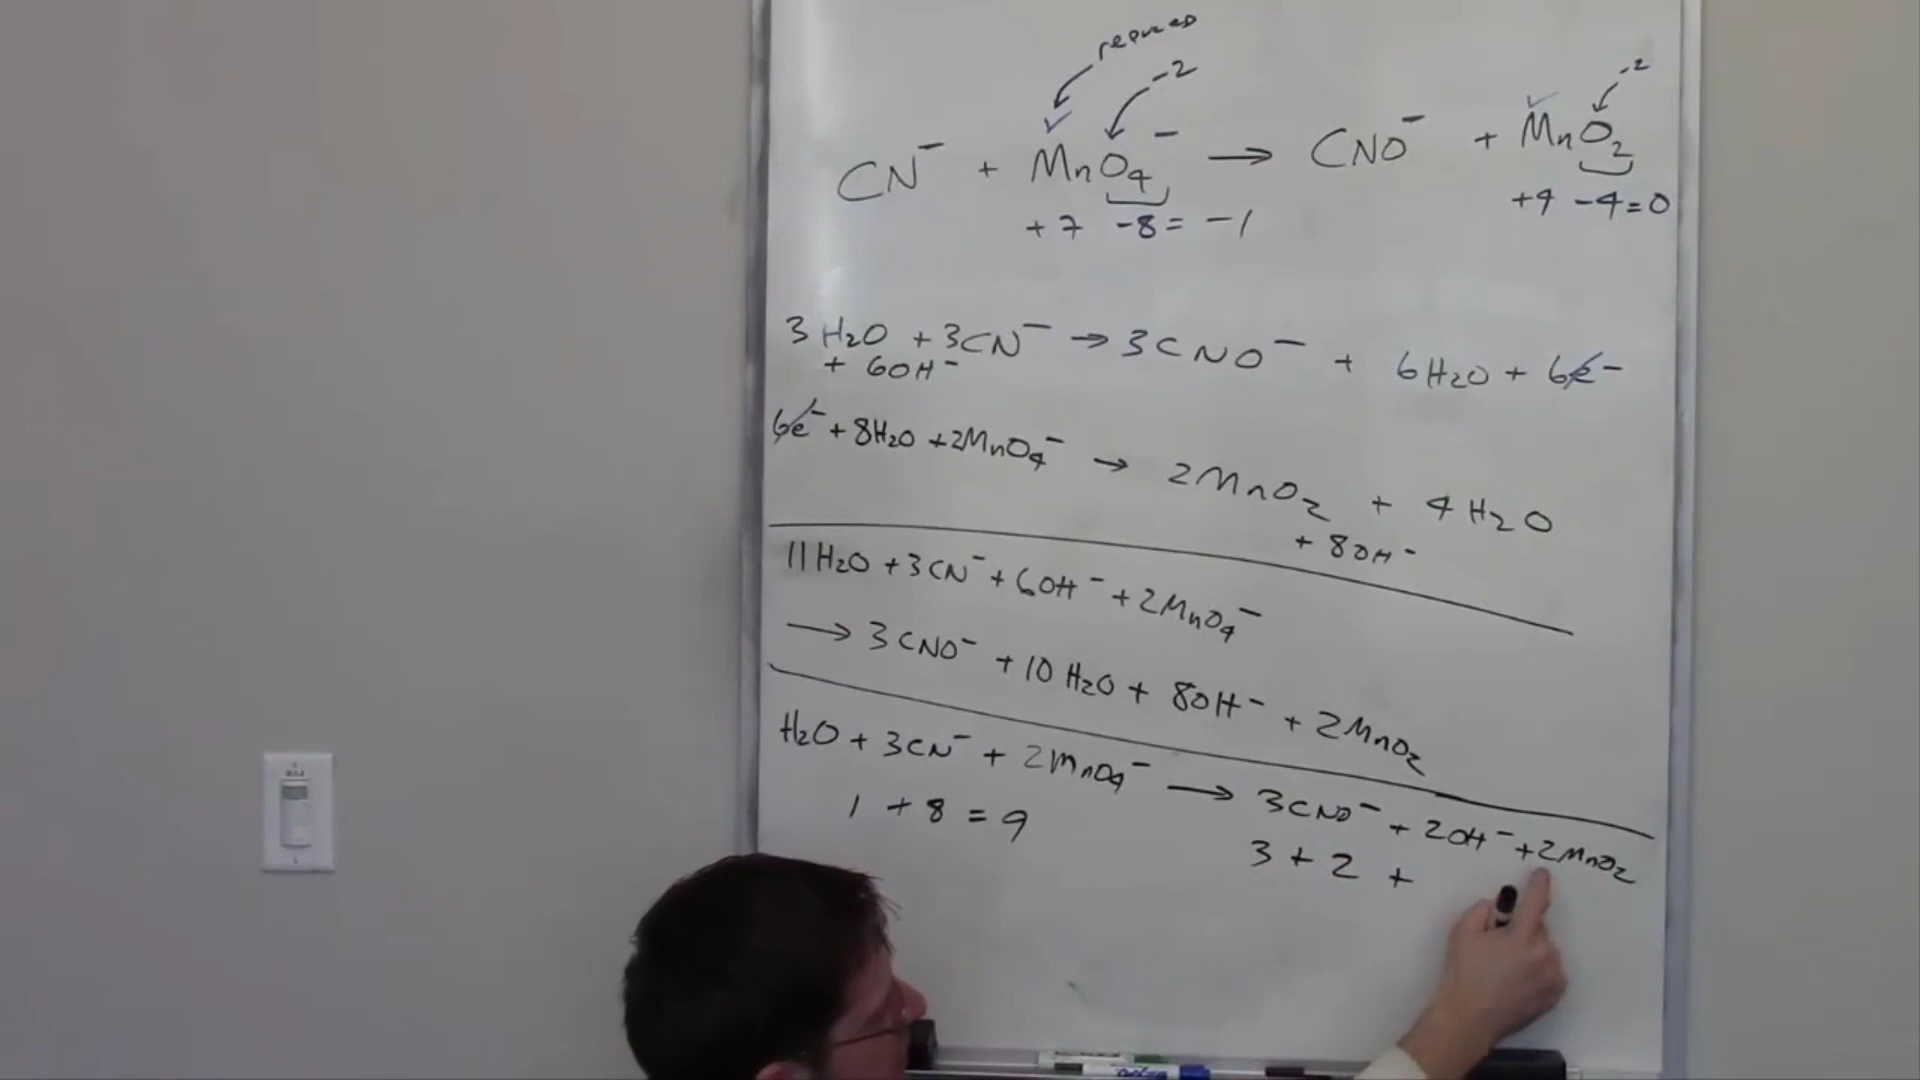 reduced
-2
-2
CN⁻ + MnO₄⁻ → CNO⁻ + MnO₂
+7 -8 = -1
+4 -4=0
3 H₂O + 3CN⁻ → 3CNO⁻ + 6H₂O + 6e⁻
+ 6OH⁻
6e⁻ + 8H₂O + 2MnO₄⁻ → 2MnO₂ + 4H₂O
+ 8OH⁻
11H₂O + 3CN⁻ + 6OH⁻ + 2MnO₄⁻
→ 3CNO⁻ + 10H₂O + 8OH⁻ + 2MnO₂
H₂O + 3CN⁻ + 2MnO₄⁻ → 3CNO⁻ + 2OH⁻ + 2MnO₂
1 + 8 = 9
3 + 2 +